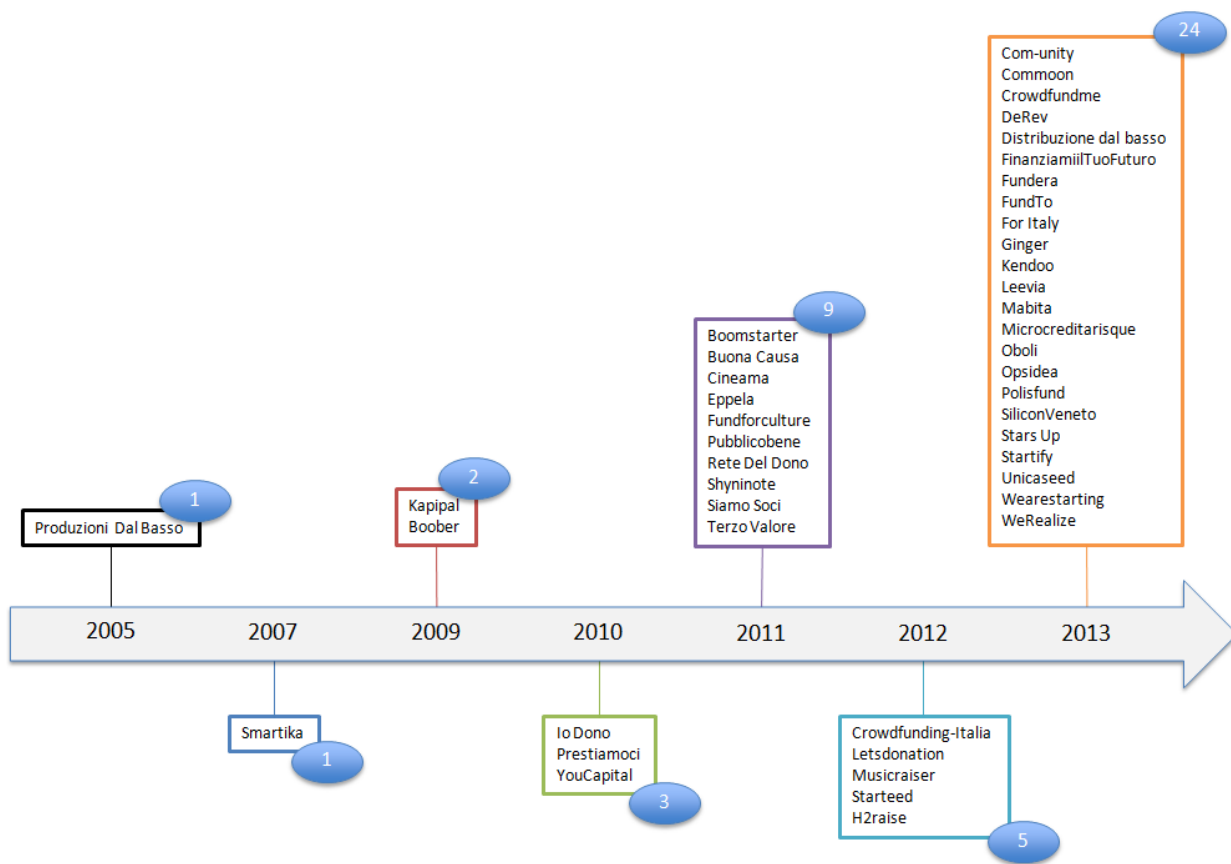 24
Com-unity
Commoon
Crowdfundme
DeRev
Distribuzione dal basso
FinanziamiilTuoFuturo
Fundera
FundTo
For Italy
Ginger
Kendoo
Leevia
Mabita
Microcreditarisque
Oboli
Opsidea
Polisfund
SiliconVeneto
Stars Up
Startify
Unicaseed
Wearestarting
WeRealize
9
Boomstarter
Buona Causa
Cineama
Eppela
Fundforculture
Pubblicobene
Rete Del Dono
Shyninote
Siamo Soci
Terzo Valore
2
Kapipal
Boober
1
Produzioni Dal Basso
2005 2007 2009 2010 2011 2012 2013
Smartika
1
Io Dono
Prestiamoci
YouCapital
3
Crowdfunding-Italia
Letsdonation
Musicraiser
Starteed
H2raise
5